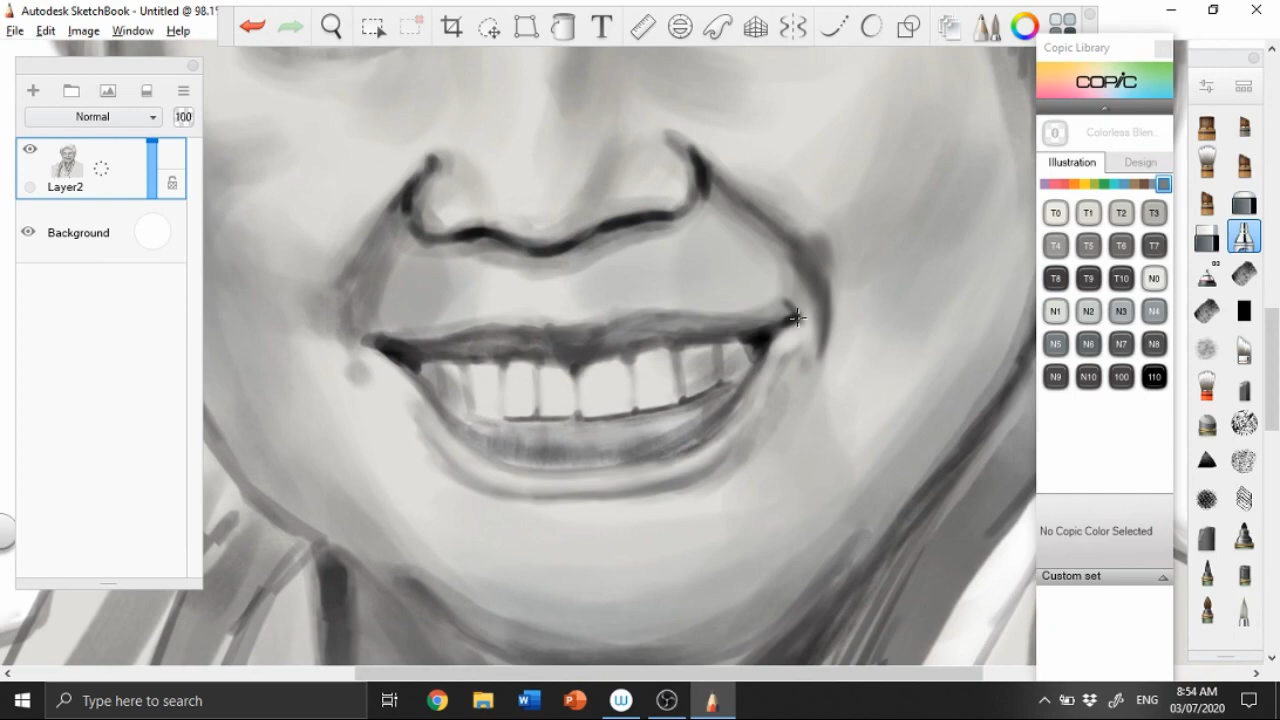 Autodesk SketchBook - Untitled @ 98.1%
File Edit Image Window Help
T
Normal
100
Layer2
Background
Copic Library
COPIC
0 Colorless Blen...
Illustration Design
T0 T1 T2 T3
T4 T5 T6 T7
T8 T9 T10 N0
N1 N2 N3 N4
N5 N6 N7 N8
N9 N10 100 110
No Copic Color Selected
Custom set
Type here to search
ENG
8:54 AM
03/07/2020